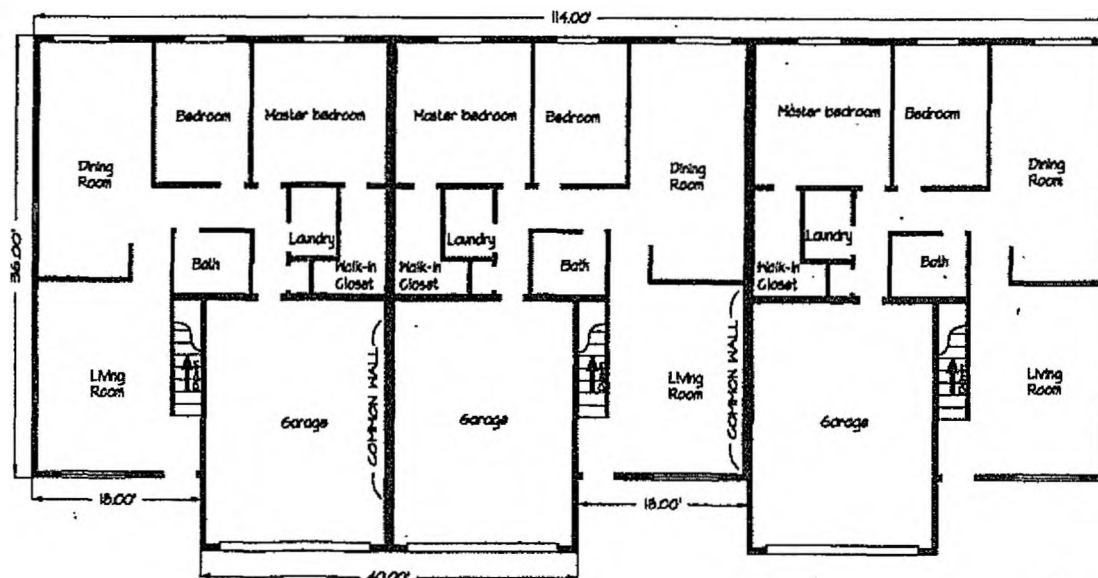 114.00'
Bedroom
Master bedroom
Master bedroom
Bedroom
Master bedroom
Bedroom
Dining
Room
Dining
Room
Dining
Room
36.00'
Laundry
Laundry
Laundry
Bath
Walk-in
Closet
Walk-in
Closet
Bath
Walk-in
Closet
Bath
Living
Room
Garage
COMMON WALL
Garage
Living
Room
COMMON WALL
Garage
Living
Room
18.00'
18.00'
40.00'